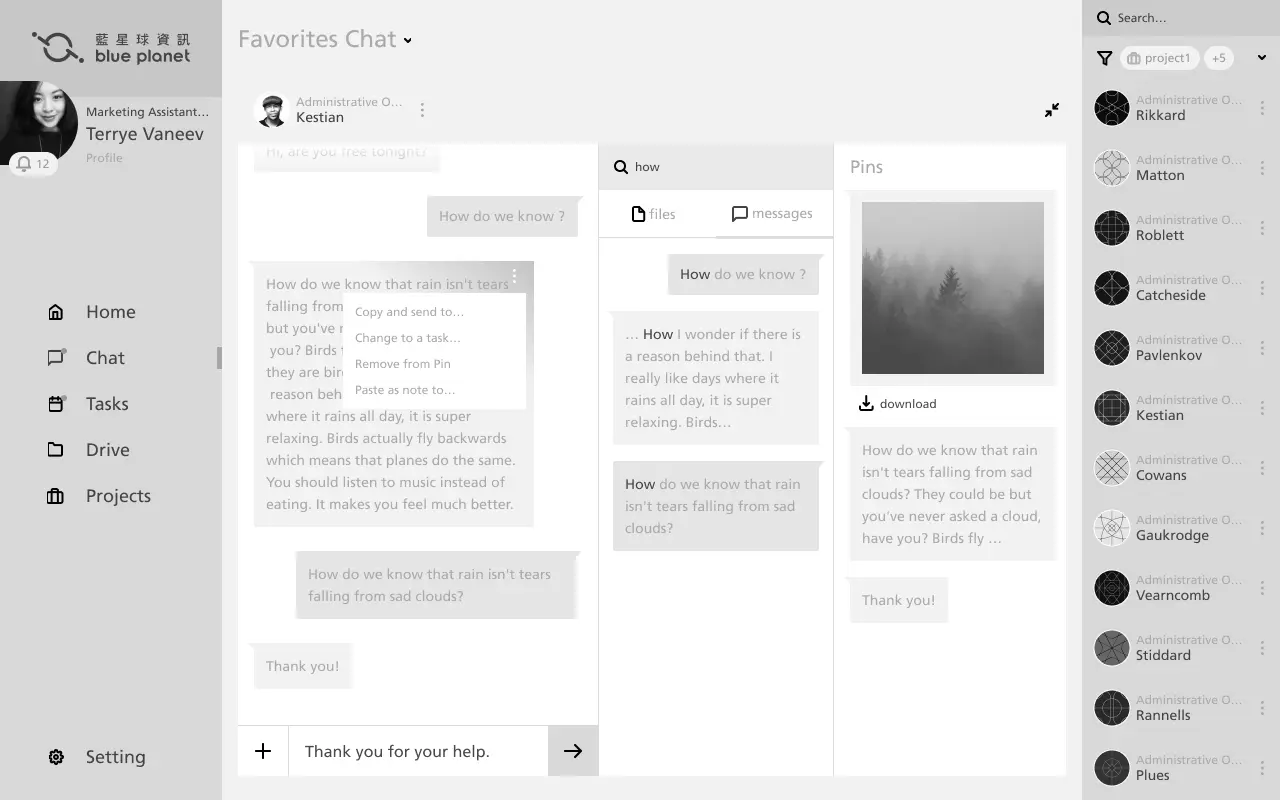 藍星球資訊
blue planet
Marketing Assistant...
Terrye Vaneev
Profile
12
Home
Chat
Tasks
Drive
Projects
Setting
Favorites Chat
Administrative O...
Kestian
Hi, are you free tonight?
How do we know ?
How do we know that rain isn't tears
falling from
but you've
you? Birds
they are
reason
where it rains all day, it is super
relaxing. Birds actually fly backwards
which means that planes do the same.
You should listen to music instead of
eating. It makes you feel much better.
Copy and send to...
Change to a task...
Remove from Pin
Paste as note to...
How do we know that rain isn't tears
falling from sad clouds?
Thank you!
Thank you for your help.
how
files
messages
How do we know ?
... How I wonder if there is
a reason behind that. I
really like days where it
rains all day, it is super
relaxing. Birds...
How do we know that rain
isn't tears falling from sad
clouds?
Pins
download
How do we know that rain
isn't tears falling from sad
clouds? They could be but
you've never asked a cloud,
have you? Birds fly ...
Thank you!
Search...
project1
+5
Administrative O...
Rikkard
Administrative O...
Matton
Administrative O...
Roblett
Administrative O...
Catcheside
Administrative O...
Pavlenkov
Administrative O...
Kestian
Administrative O...
Cowans
Administrative O...
Gaukrodge
Administrative O...
Vearncomb
Administrative O...
Stiddard
Administrative O...
Rannells
Administrative O...
Plues